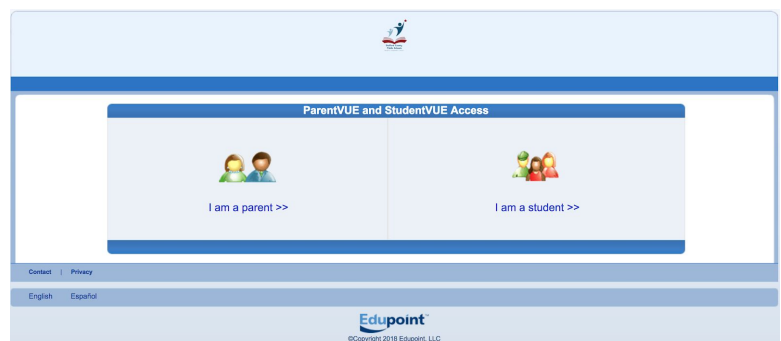 ParentVUE and StudentVUE Access
I am a parent >>
I am a student >>
Contact | Privacy
English Español
Edupoint
©Copyright 2018 Edupoint, LLC